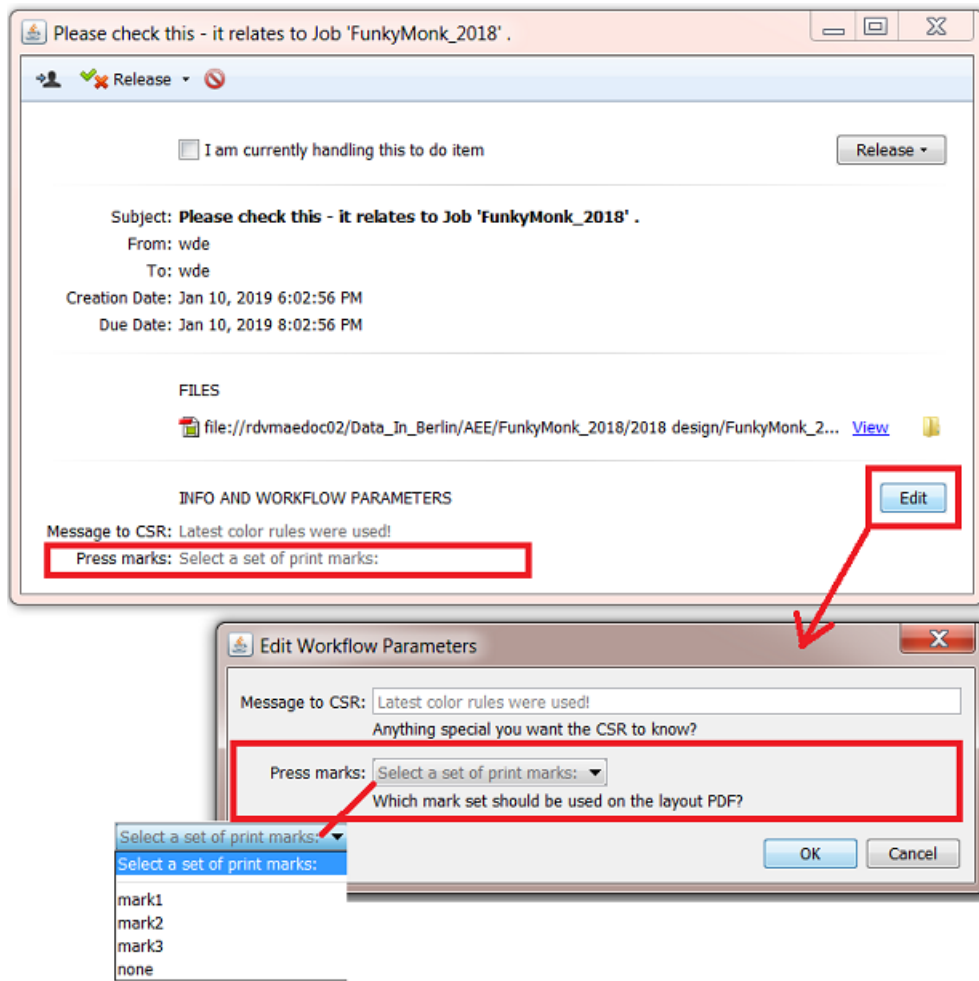 Please check this - it relates to Job 'FunkyMonk_2018' .
Release
I am currently handling this to do item
Release
Subject: Please check this - it relates to Job 'FunkyMonk_2018' .
From: wde
To: wde
Creation Date: Jan 10, 2019 6:02:56 PM
Due Date: Jan 10, 2019 8:02:56 PM
FILES
file://rdvmaedoc02/Data_In_Berlin/AEE/FunkyMonk_2018/2018 design/FunkyMonk_2... View
INFO AND WORKFLOW PARAMETERS
Edit
Message to CSR: Latest color rules were used!
Press marks: Select a set of print marks:
Edit Workflow Parameters
Message to CSR: Latest color rules were used!
Anything special you want the CSR to know?
Press marks: Select a set of print marks:
Which mark set should be used on the layout PDF?
Select a set of print marks:
Select a set of print marks:
mark1
mark2
mark3
none
OK
Cancel